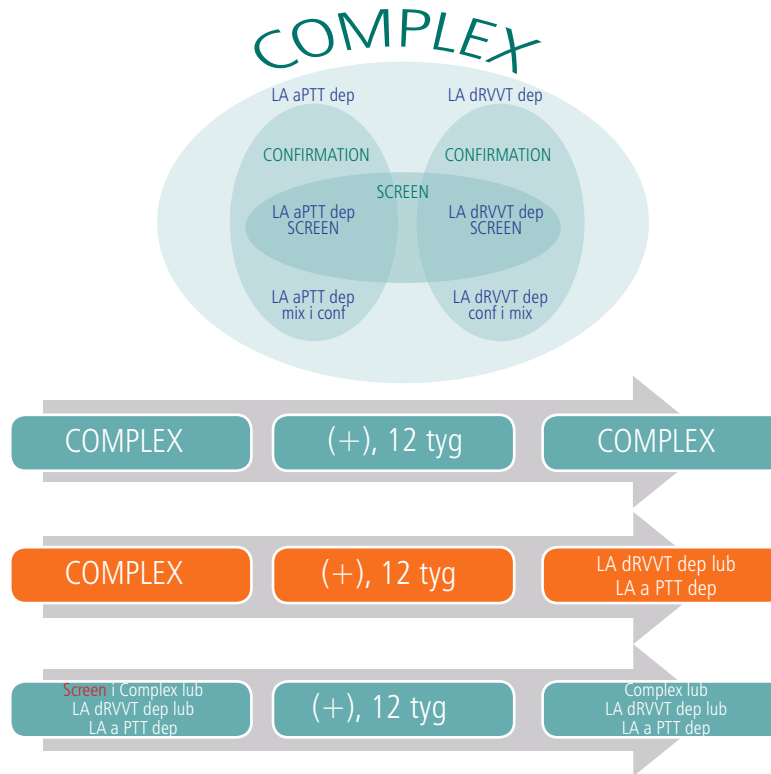 COMPLEX
LA aPTT dep
LA dRVVT dep
CONFIRMATION
CONFIRMATION
SCREEN
LA aPTT dep
SCREEN
LA dRVVT dep
SCREEN
LA aPTT dep
mix i conf
LA dRVVT dep
conf i mix
COMPLEX
(+), 12 tyg
COMPLEX
COMPLEX
(+), 12 tyg
LA dRVVT dep lub
LA a PTT dep
Screen i Complex lub
LA dRVVT dep lub
LA a PTT dep
(+), 12 tyg
Complex lub
LA dRVVT dep lub
LA a PTT dep